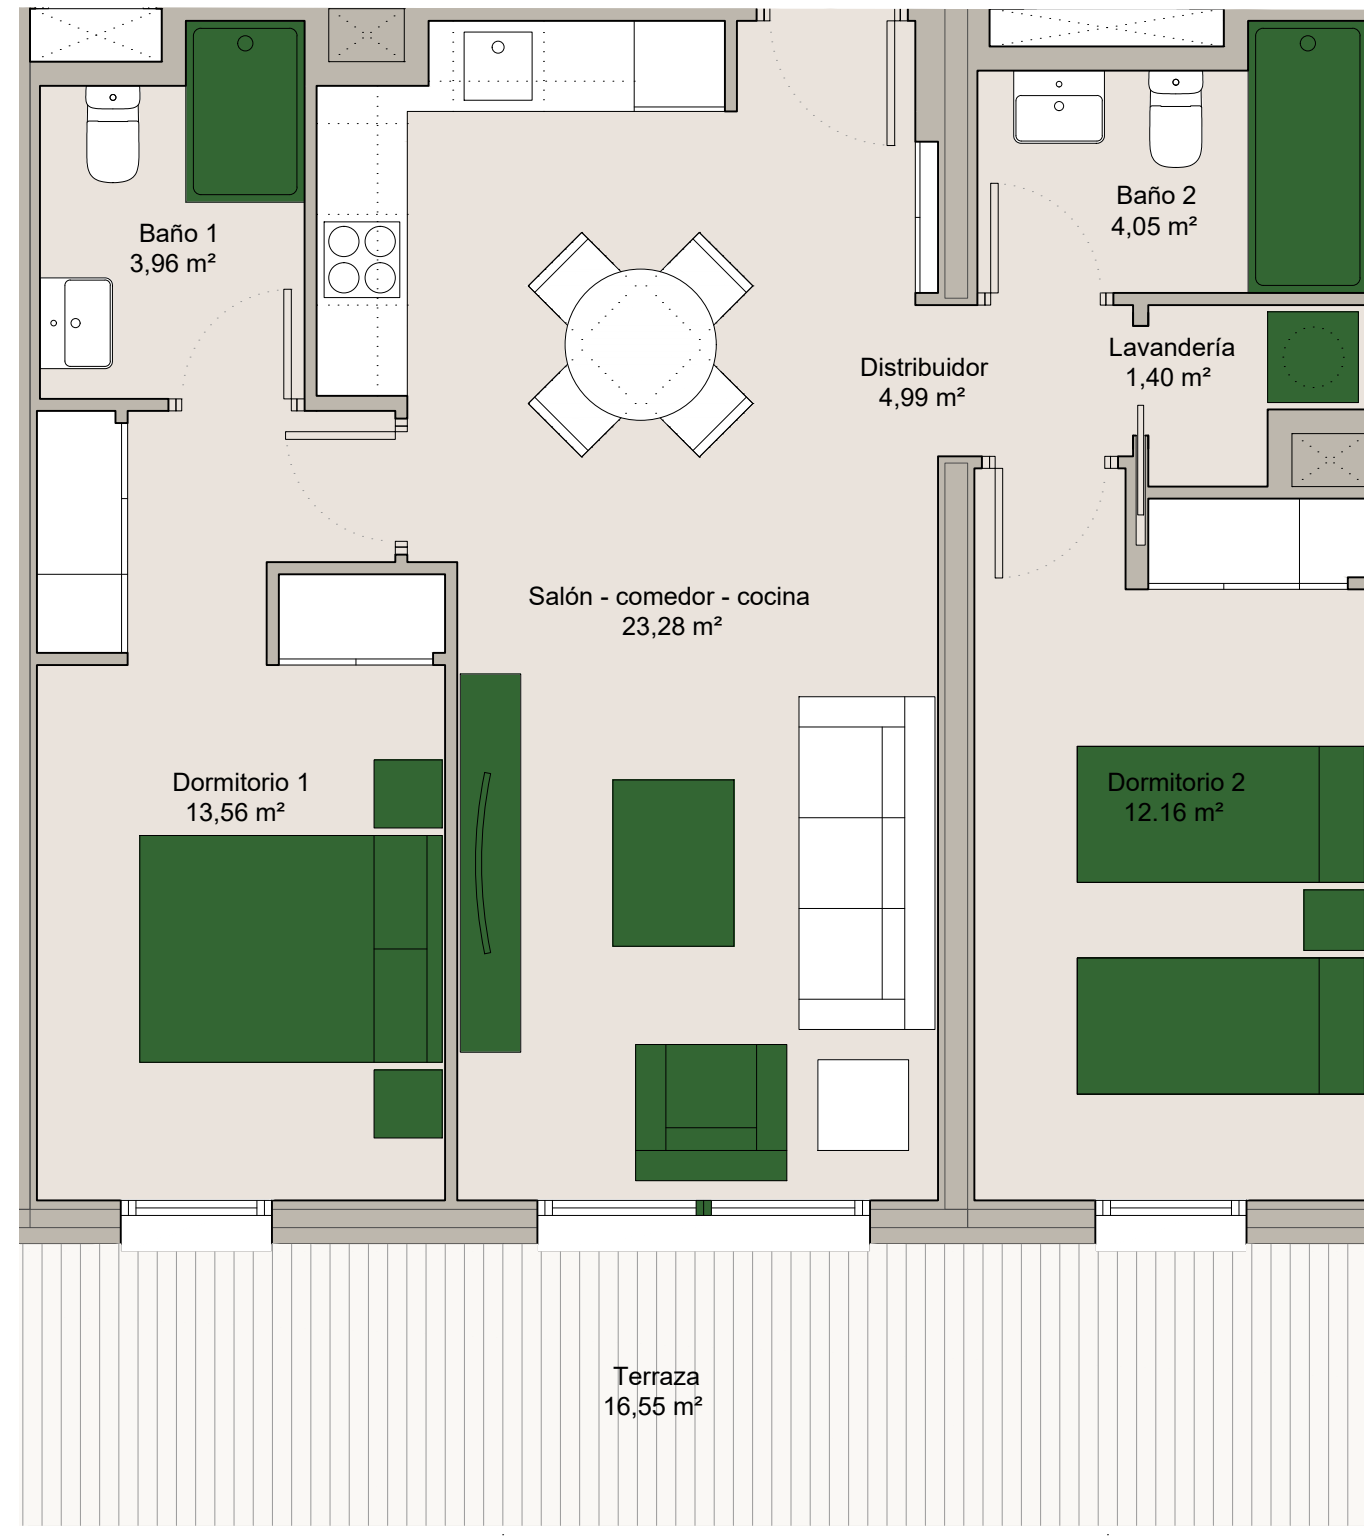 Baño 1
3,96 m²
Baño 2
4,05 m²
Distribuidor
4,99 m²
Lavandería
1,40 m²
Salón - comedor - cocina
23,28 m²
Dormitorio 1
13,56 m²
Dormitorio 2
12.16 m²
Terraza
16,55 m²